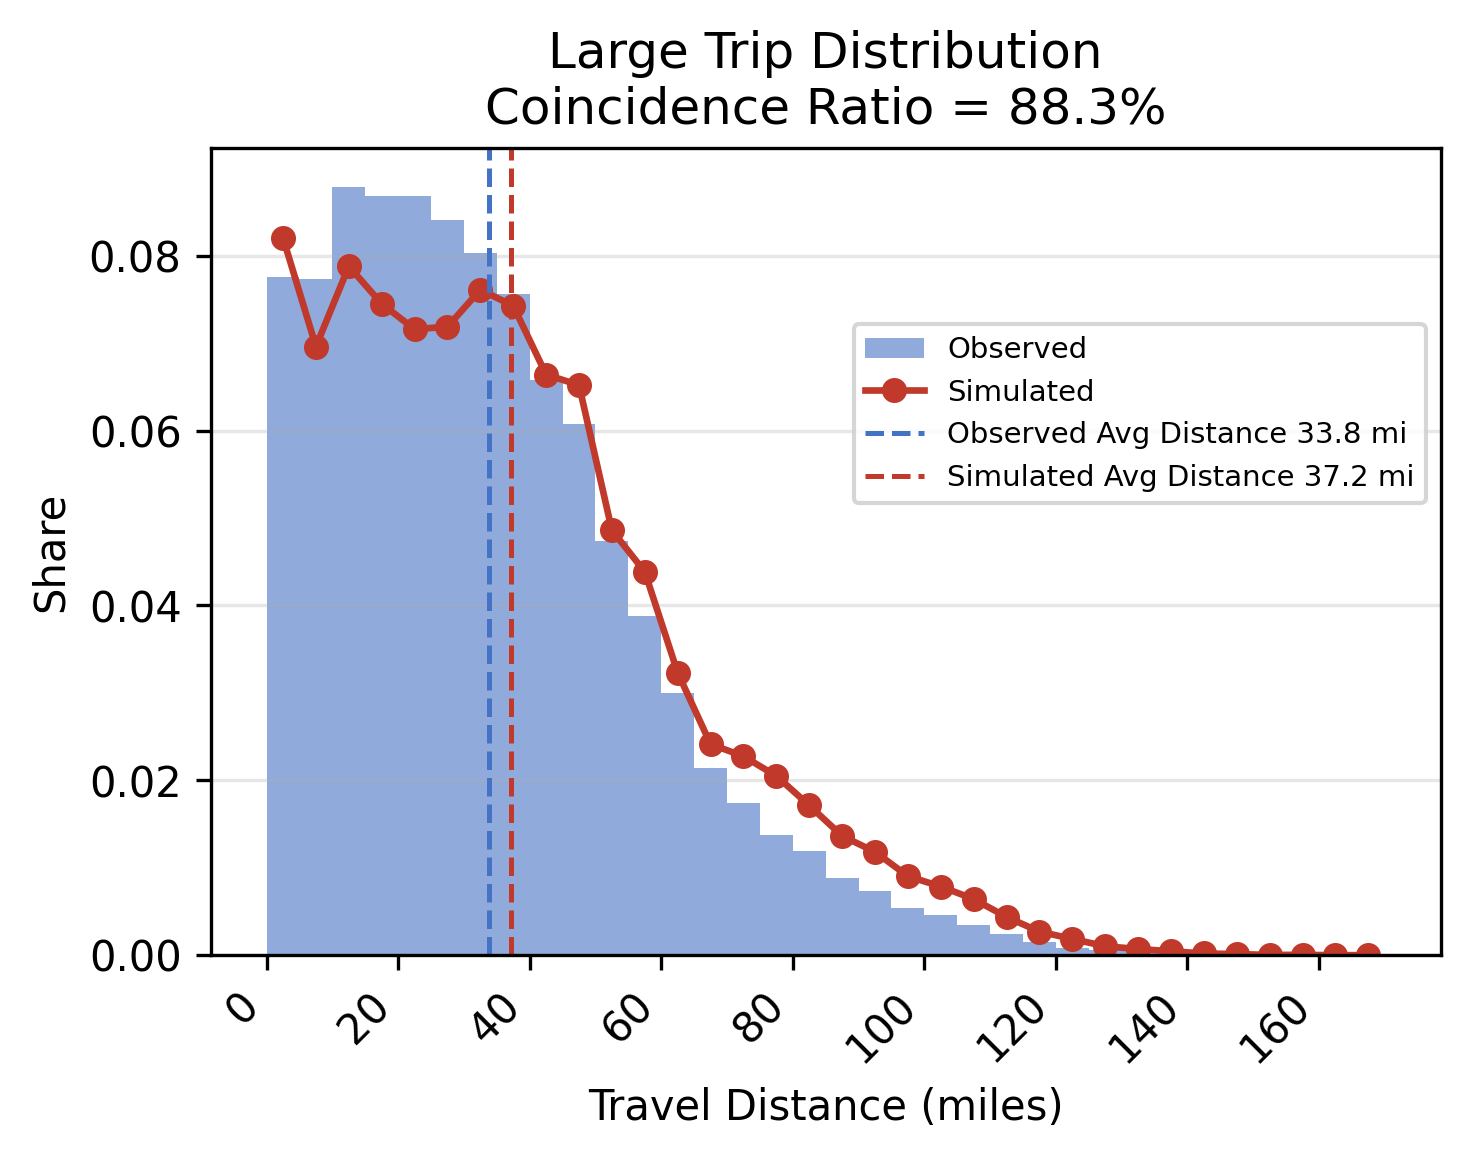 Large Trip Distribution
Coincidence Ratio = 88.3%
Share
0.08
0.06
0.04
0.02
0.00
Observed
Simulated
Observed Avg Distance 33.8 mi
Simulated Avg Distance 37.2 mi
0 20 40 60 80 100 120 140 160
Travel Distance (miles)